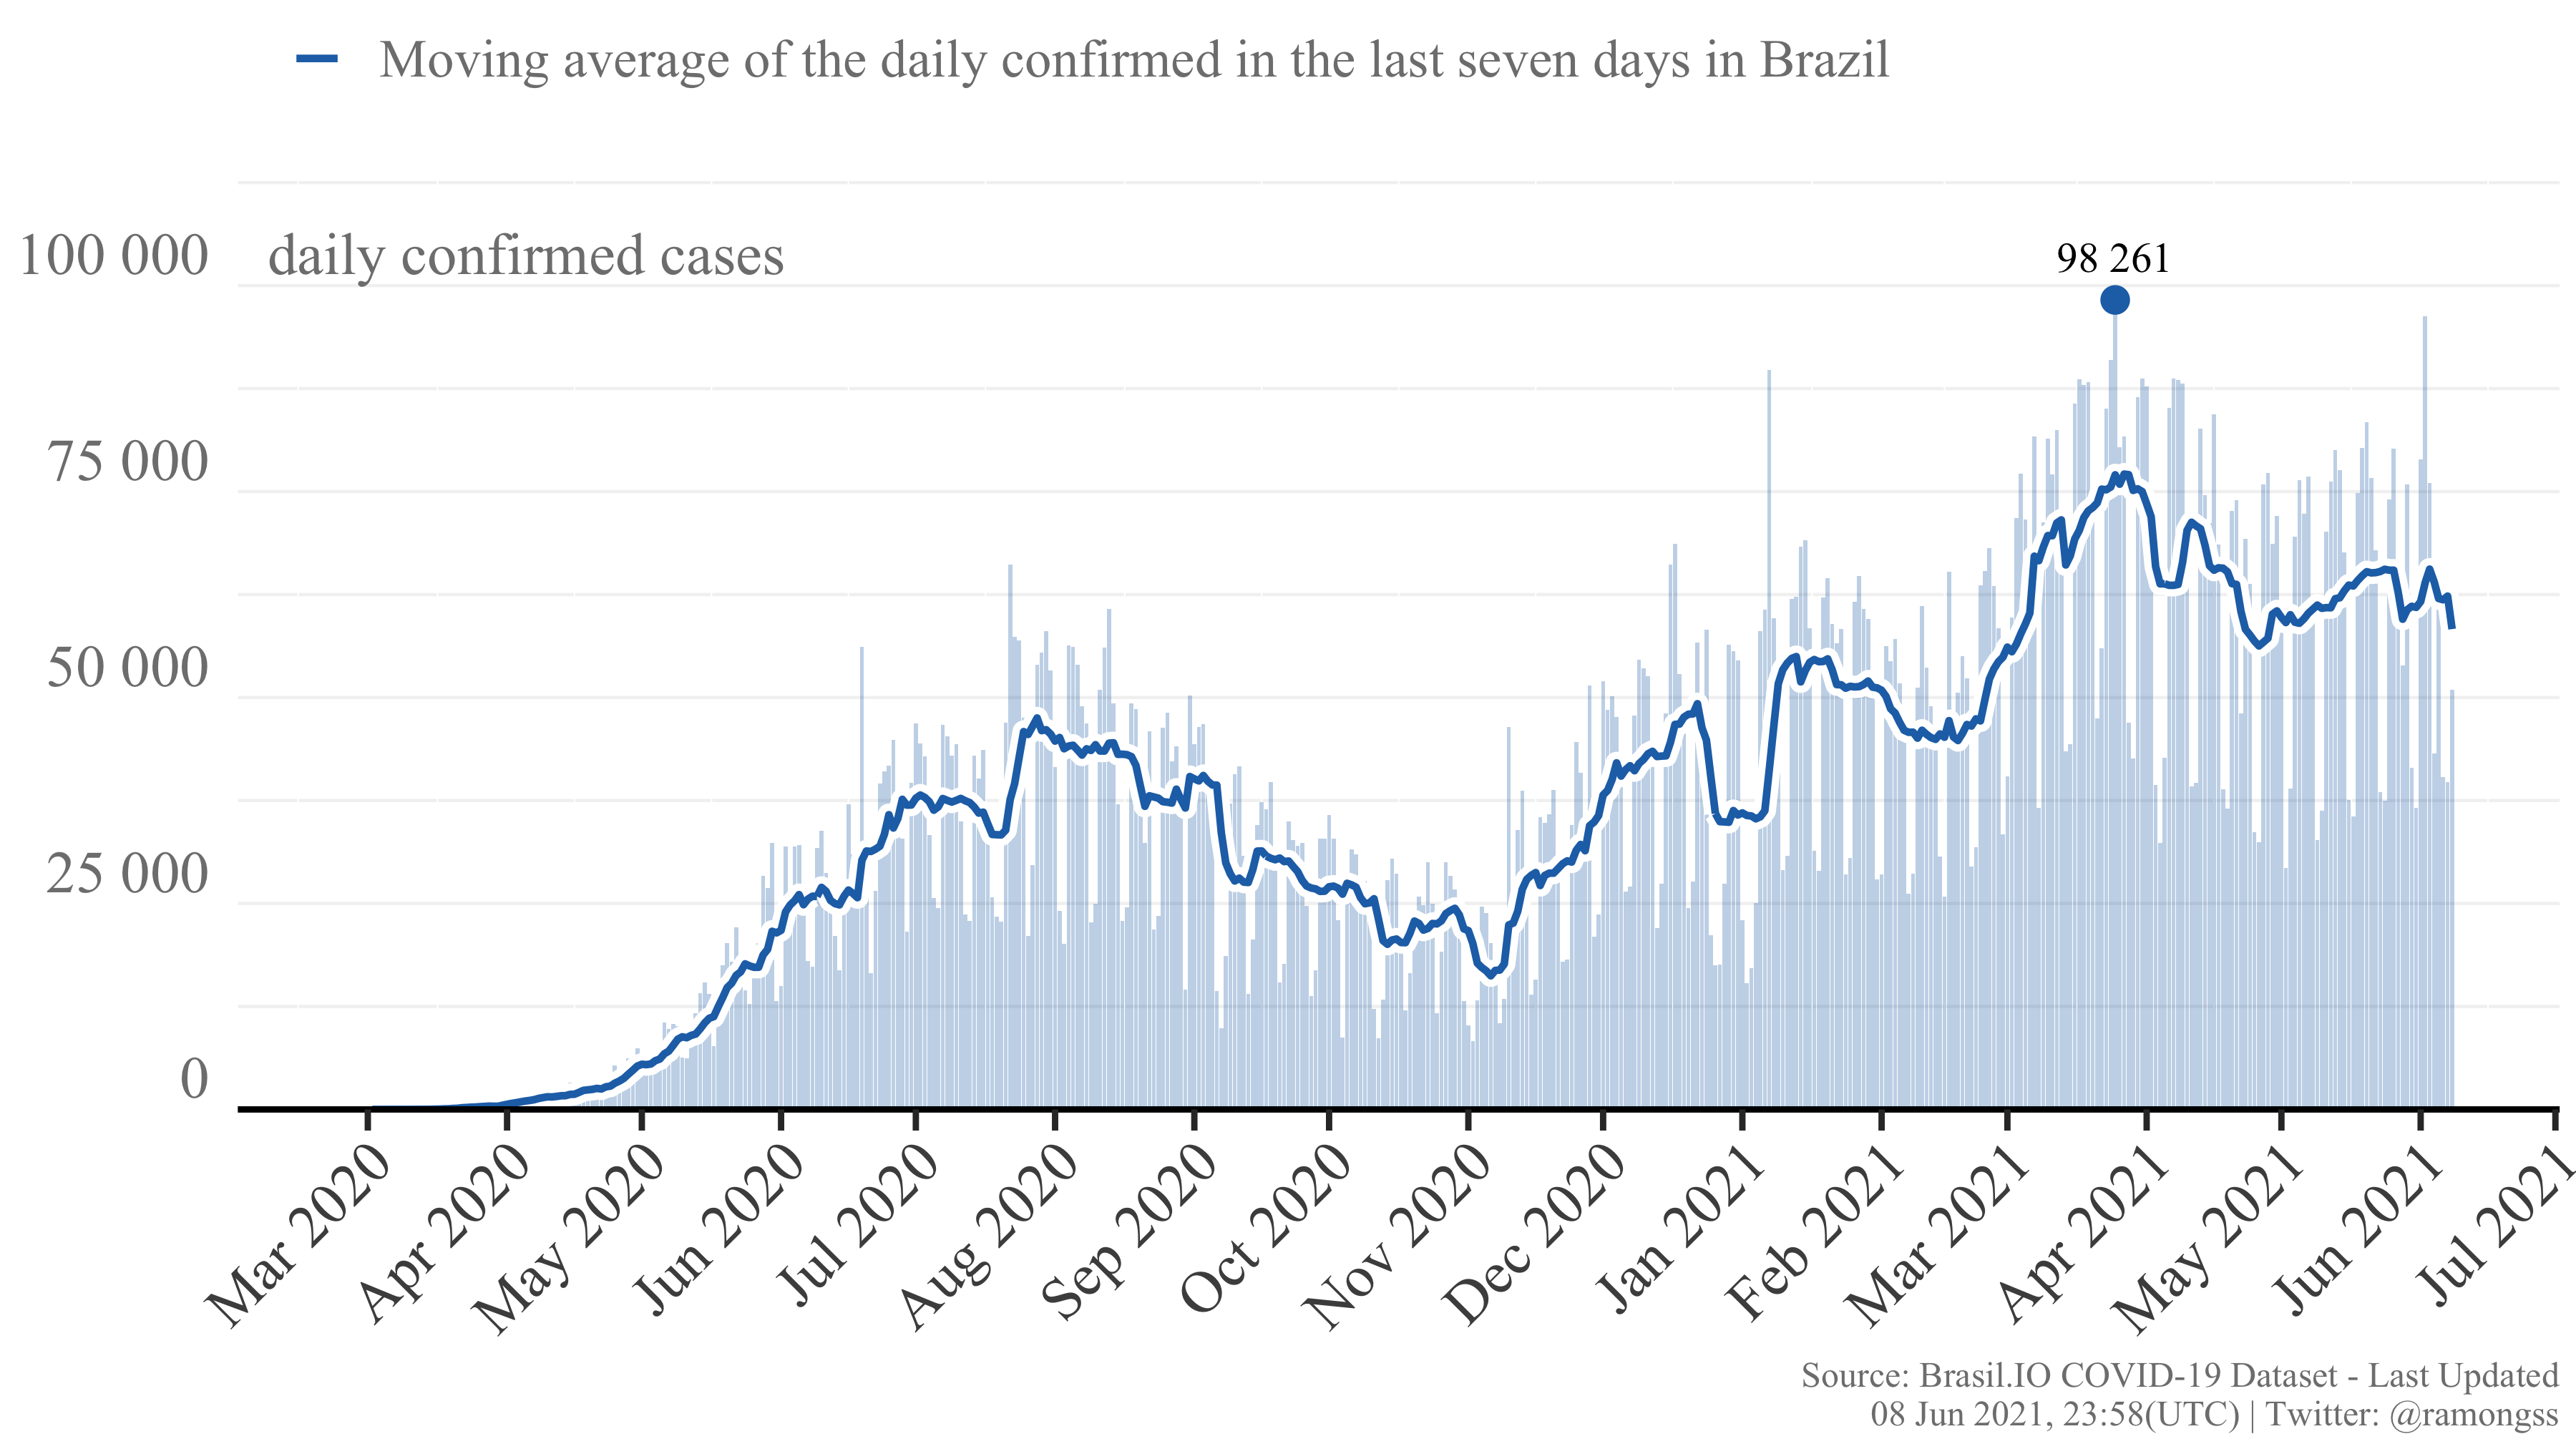 Moving average of the daily confirmed in the last seven days in Brazil
100 000
daily confirmed cases
98 261
75 000
50 000
25 000
0
Mar 2020
Apr 2020
May 2020
Jun 2020
Jul 2020
Aug 2020
Sep 2020
Oct 2020
Nov 2020
Dec 2020
Jan 2021
Feb 2021
Mar 2021
Apr 2021
May 2021
Jun 2021
Jul 2021
Source: Brasil.IO COVID-19 Dataset - Last Updated
08 Jun 2021, 23:58(UTC) | Twitter: @ramongss